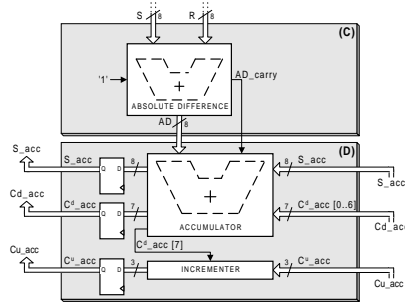 S 8 R 8
(C)
'1'
AD_carry
+
ABSOLUTE DIFFERENCE
AD 8
(D)
S_acc S_acc Q D 8 8 S_acc S_acc
+
Cd_acc Cᵈ_acc Q D 7 7 Cᵈ_acc [0..6] Cd_acc
ACCUMULATOR
Cᵈ_acc [7]
Cu_acc Cᵘ_acc Q D 3 INCREMENTER 3 Cᵘ_acc Cu_acc